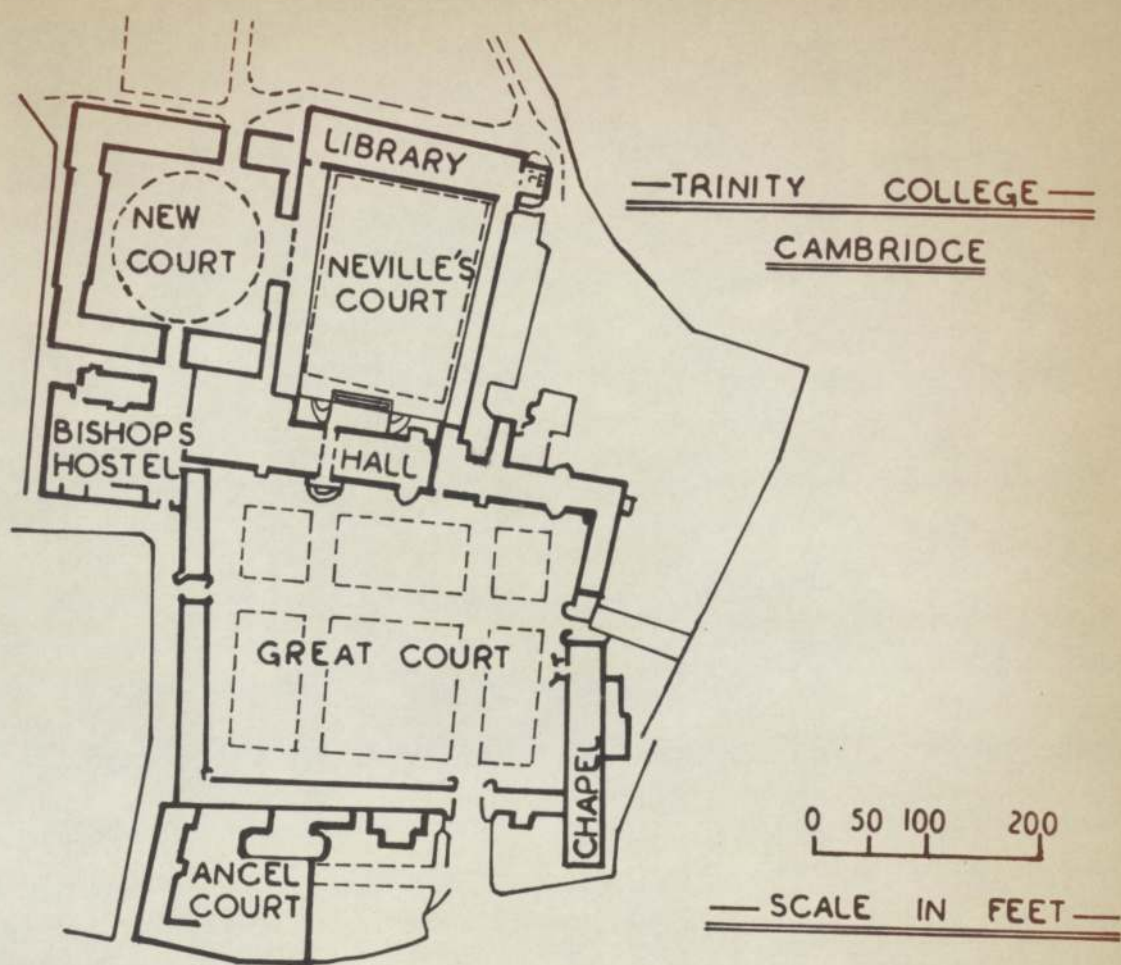 LIBRARY
TRINITY COLLEGE
CAMBRIDGE
NEW
COURT
NEVILLE'S
COURT
BISHOPS
HOSTEL
HALL
GREAT COURT
CHAPEL
ANCEL
COURT
0 50 100 200
SCALE IN FEET